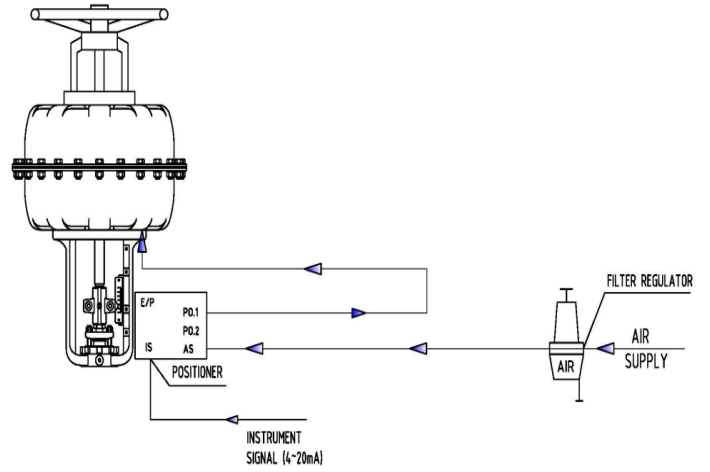 E/P
PO.1
PO.2
IS
AS
POSITIONER
INSTRUMENT
SIGNAL (4~20mA)
FILTER REGULATOR
AIR
AIR
SUPPLY